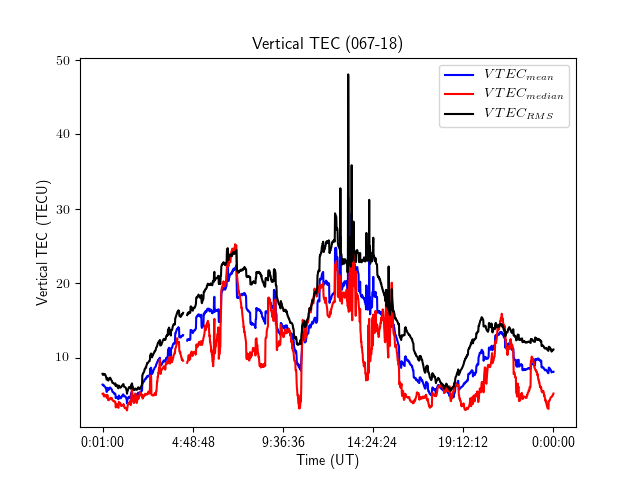 Vertical TEC (067-18)
VTEC_mean
VTEC_median
VTEC_RMS
Vertical TEC (TECU)
50
40
30
20
10
0:01:00 4:48:48 9:36:36 14:24:24 19:12:12 0:00:00
Time (UT)